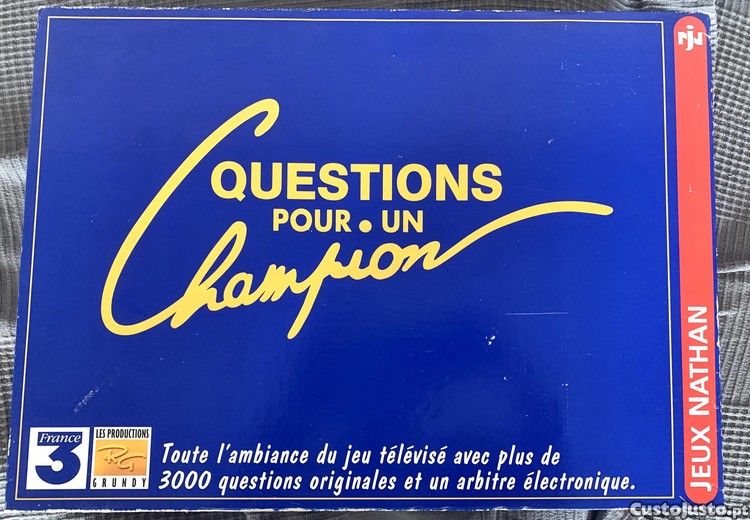 QUESTIONS
POUR • UN
Champion
JEUX NATHAN
France
3
LES PRODUCTIONS
RG
GRUNDY
Toute l'ambiance du jeu télévisé avec plus de
3000 questions originales et un arbitre électronique.
Custojusto.pt